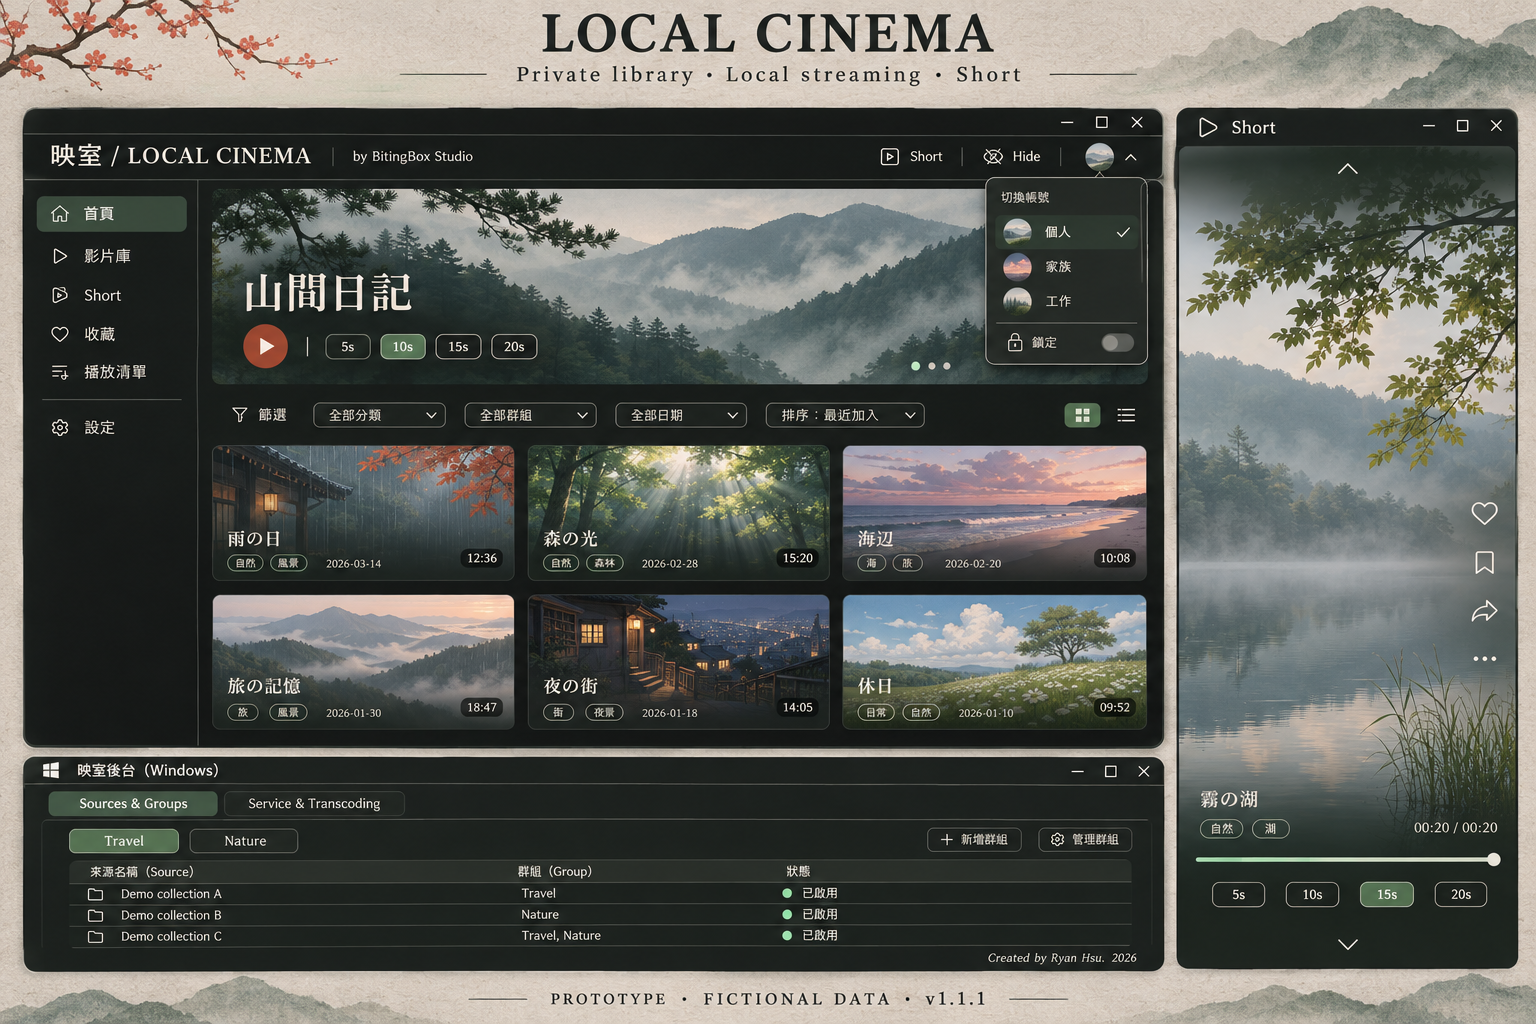 LOCAL CINEMA
Private library • Local streaming • Short
映室 / LOCAL CINEMA
by BitingBox Studio
Short
Hide
切換帳號
個人
家族
工作
鎖定
首頁
影片庫
Short
收藏
播放清單
設定
山間日記
5s
10s
15s
20s
篩選
全部分類
全部群組
全部日期
排序：最近加入
雨の日
自然 風景 2026-03-14 12:36
森の光
自然 森林 2026-02-28 15:20
海辺
海 旅 2026-02-20 10:08
旅の記憶
旅 風景 2026-01-30 18:47
夜の街
街 夜景 2026-01-18 14:05
休日
日常 自然 2026-01-10 09:52
Short
霧の湖
自然 湖 00:20 / 00:20
5s
10s
15s
20s
映室後台（Windows）
Sources & Groups
Service & Transcoding
Travel
Nature
新增群組
管理群組
來源名稱（Source） 群組（Group） 狀態
Demo collection A Travel 已啟用
Demo collection B Nature 已啟用
Demo collection C Travel, Nature 已啟用
Created by Ryan Hsu. 2026
PROTOTYPE • FICTIONAL DATA • v1.1.1